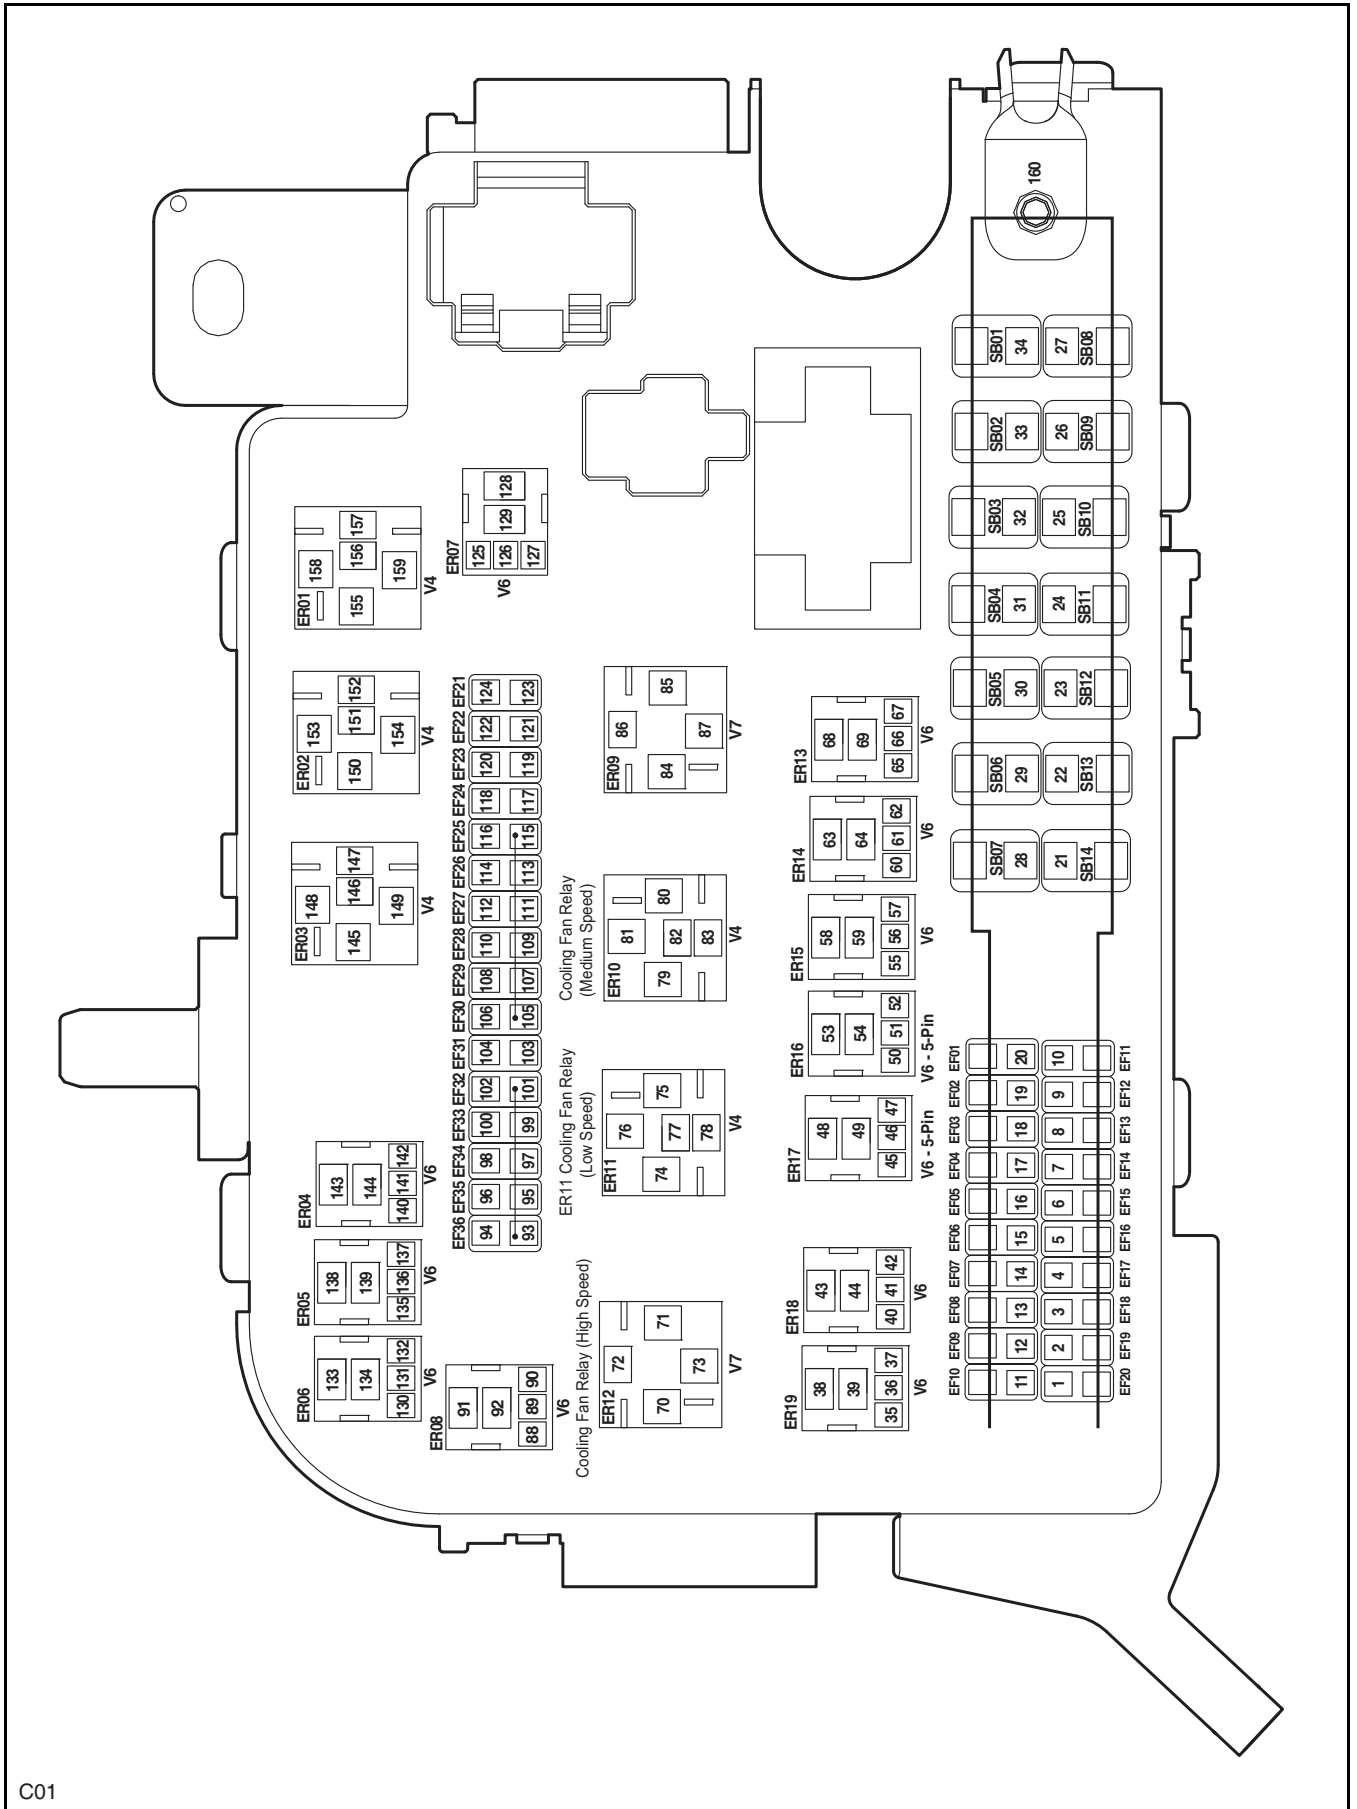 160
SB01
34
27
SB08
SB02
33
26
SB09
SB03
32
25
SB10
SB04
31
24
SB11
SB05
30
23
SB12
SB06
29
22
SB13
SB07
28
21
SB14
ER01
158
157
156
155
159
V4
ER07
128
129
125
126
127
V6
ER02
153
152
151
150
154
V4
ER03
148
147
146
145
149
V4
EF21
124
123
EF22
122
121
EF23
120
119
EF24
118
117
EF25
116
115
EF26
114
113
EF27
112
111
EF28
110
109
EF29
108
107
EF30
106
105
EF31
104
103
EF32
102
101
EF33
100
99
EF34
98
97
EF35
96
95
EF36
94
93
ER09
86
85
84
87
V7
Cooling Fan Relay
(Medium Speed)
ER10
81
80
79
82
83
V4
ER11 Cooling Fan Relay
(Low Speed)
ER11
76
75
74
77
78
V4
Cooling Fan Relay (High Speed)
ER12
72
71
70
73
V7
ER04
143
144
140
141
142
V6
ER05
138
139
135
136
137
V6
ER06
133
134
130
131
132
V6
ER08
91
92
88
89
90
V6
ER13
68
69
65
66
67
V6
ER14
63
64
60
61
62
V6
ER15
58
59
55
56
57
V6
ER16
53
54
50
51
52
V6 - 5-Pin
ER17
48
49
45
46
47
V6 - 5-Pin
ER18
43
44
40
41
42
V6
ER19
38
39
35
36
37
V6
EF01
20
10
EF11
EF02
19
9
EF12
EF03
18
8
EF13
EF04
17
7
EF14
EF05
16
6
EF15
EF06
15
5
EF16
EF07
14
4
EF17
EF08
13
3
EF18
EF09
12
2
EF19
EF10
11
1
EF20
C01